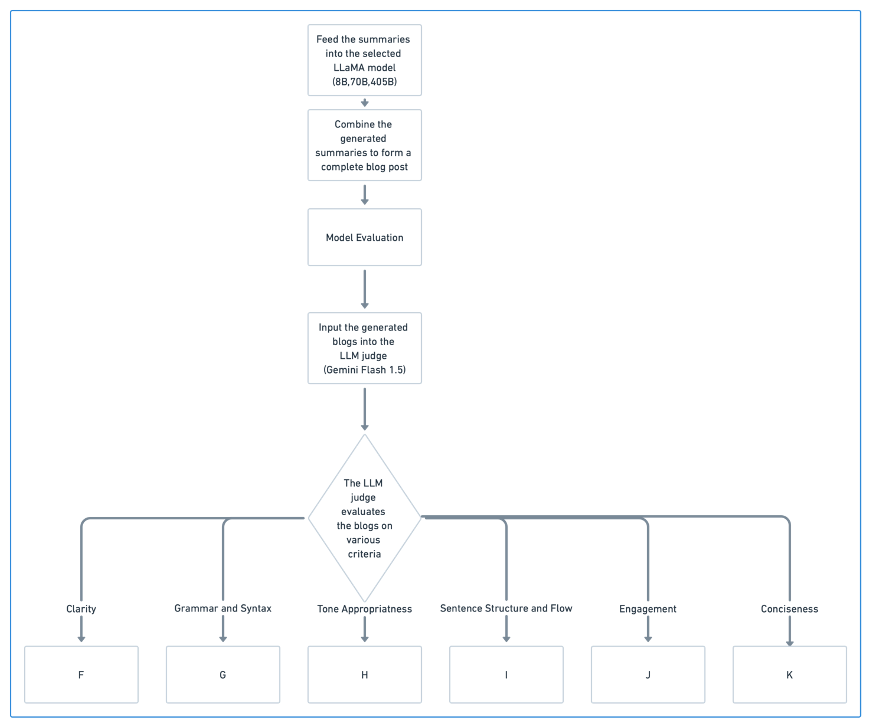 Feed the summaries
into the selected
LLaMA model
(8B,70B,405B)
Combine the
generated
summaries to form a
complete blog post
Model Evaluation
Input the generated
blogs into the
LLM judge
(Gemini Flash 1.5)
The LLM
judge
evaluates
the blogs on
various
criteria
Clarity
Grammar and Syntax
Tone Appropriatness
Sentence Structure and Flow
Engagement
Conciseness
F
G
H
I
J
K